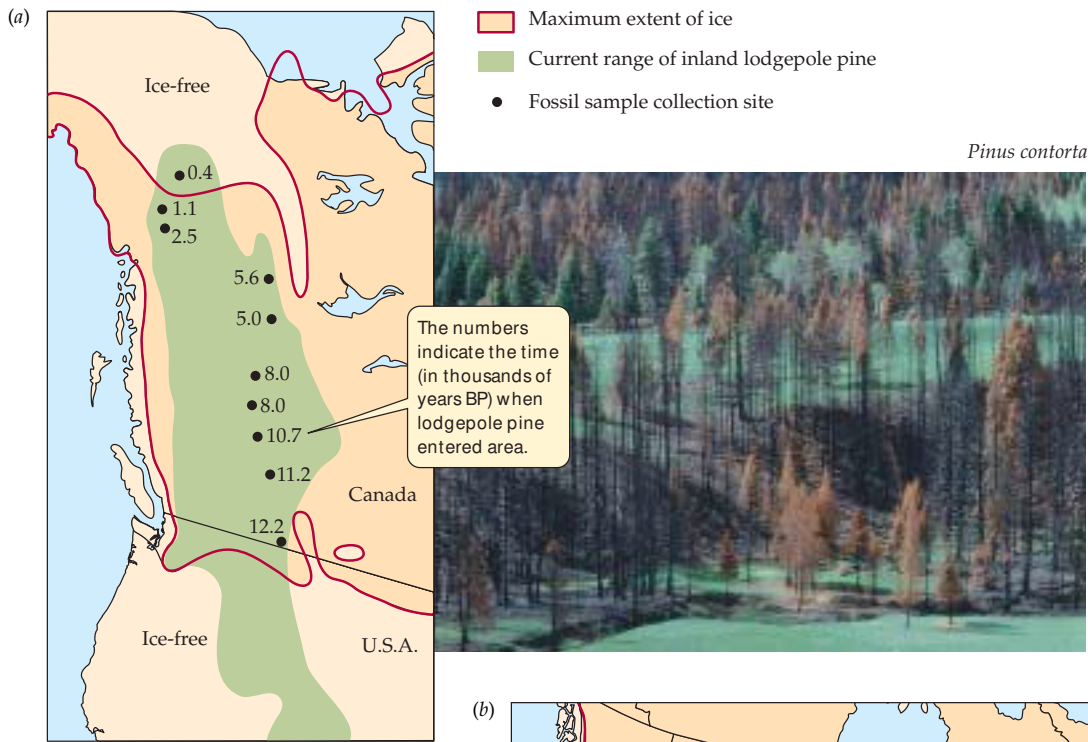 (a)
Maximum extent of ice
Current range of inland lodgepole pine
Fossil sample collection site
Pinus contorta
Ice-free
0.4
1.1
2.5
5.6
5.0
8.0
8.0
10.7
11.2
12.2
The numbers
indicate the time
(in thousands of
years BP) when
lodgepole pine
entered area.
Canada
Ice-free
U.S.A.
(b)